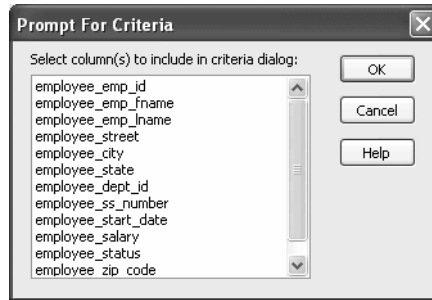 Prompt For Criteria
Select column(s) to include in criteria dialog:
OK
employee_emp_id
employee_emp_fname
employee_emp_lname
Cancel
employee_street
employee_city
employee_state
Help
employee_dept_id
employee_ss_number
employee_start_date
employee_salary
employee_status
employee_zip_code